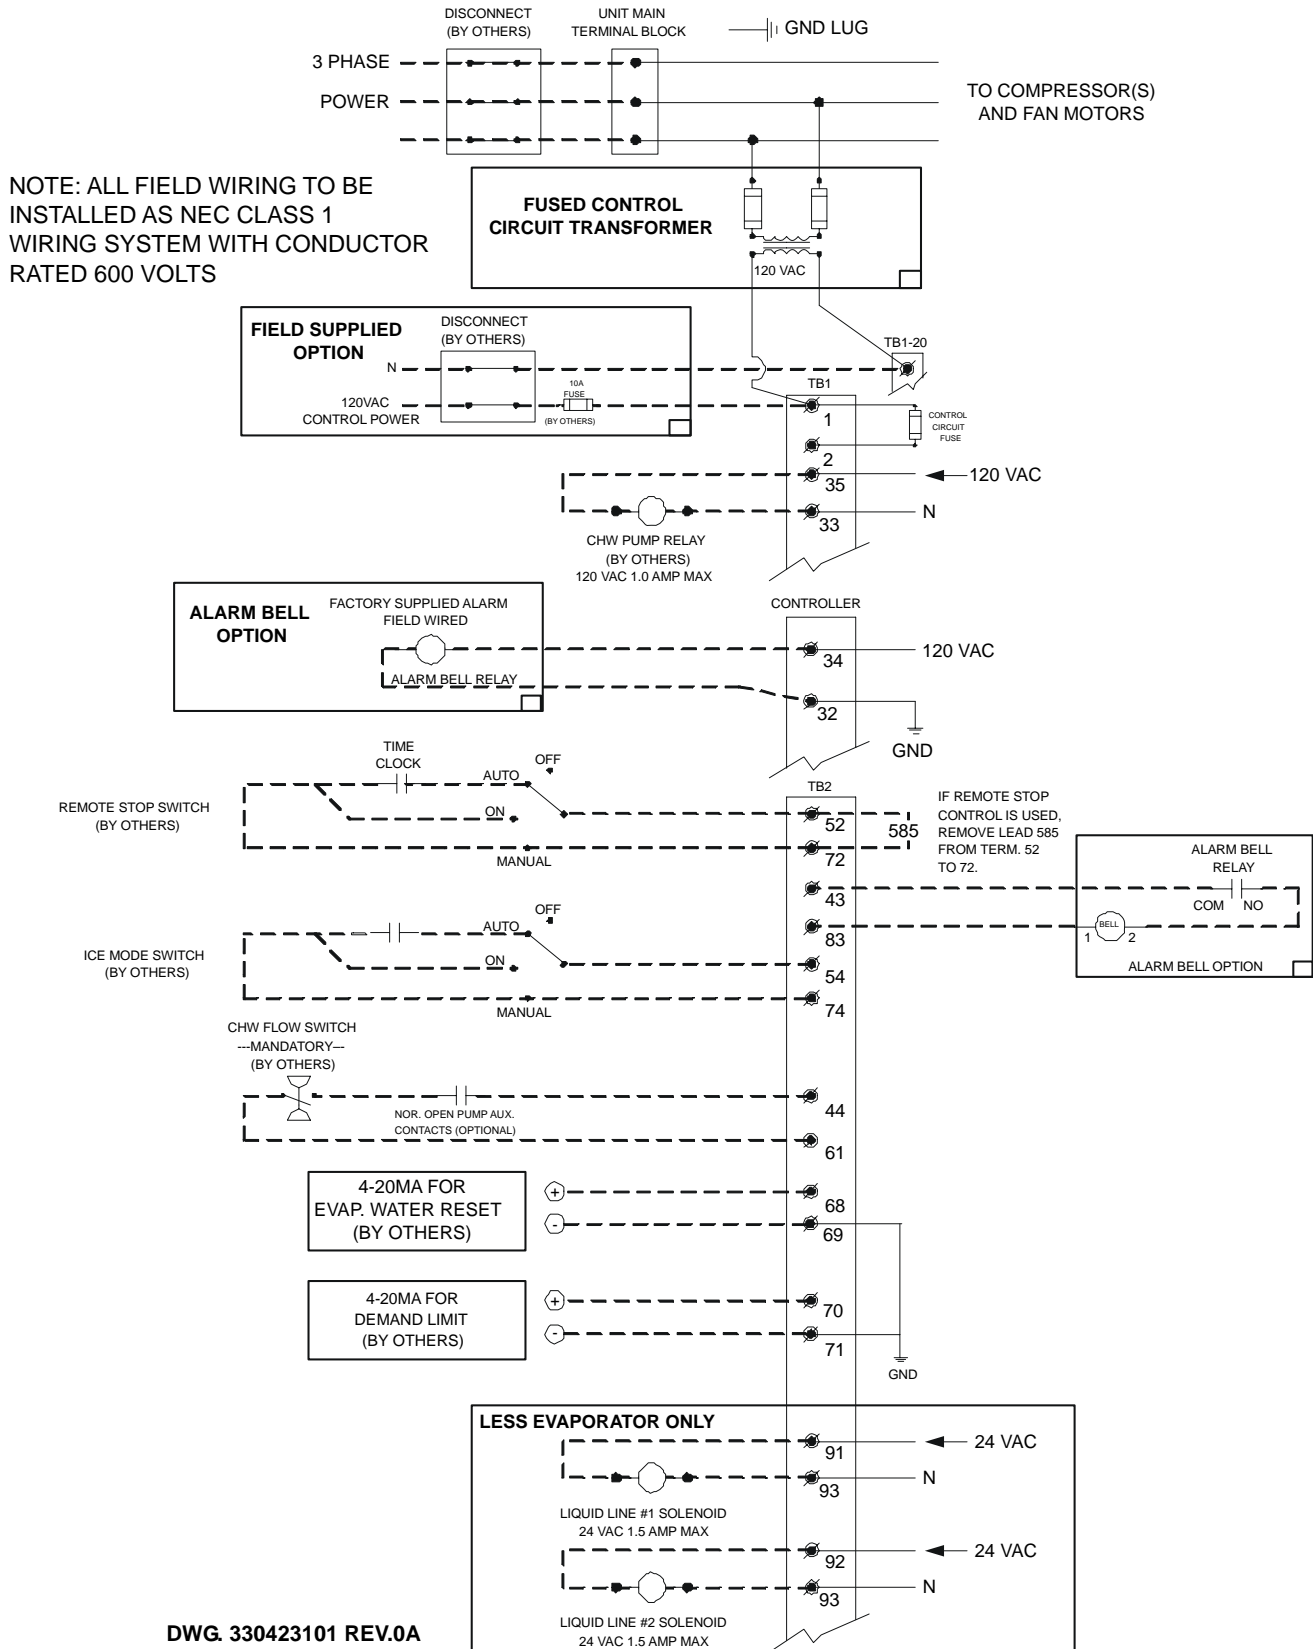 DISCONNECT
(BY OTHERS)
UNIT MAIN
TERMINAL BLOCK
GND LUG
3 PHASE
POWER
TO COMPRESSOR(S)
AND FAN MOTORS
NOTE: ALL FIELD WIRING TO BE
INSTALLED AS NEC CLASS 1
WIRING SYSTEM WITH CONDUCTOR
RATED 600 VOLTS
FUSED CONTROL
CIRCUIT TRANSFORMER
120 VAC
FIELD SUPPLIED
OPTION
DISCONNECT
(BY OTHERS)
N
120VAC
CONTROL POWER
10A
FUSE
(BY OTHERS)
TB1-20
TB1
1
2
CONTROL
CIRCUIT
FUSE
35
120 VAC
33
N
CHW PUMP RELAY
(BY OTHERS)
120 VAC 1.0 AMP MAX
ALARM BELL
OPTION
FACTORY SUPPLIED ALARM
FIELD WIRED
ALARM BELL RELAY
CONTROLLER
34
120 VAC
32
GND
TIME
CLOCK
OFF
AUTO
ON
MANUAL
REMOTE STOP SWITCH
(BY OTHERS)
TB2
52
585
72
IF REMOTE STOP
CONTROL IS USED,
REMOVE LEAD 585
FROM TERM. 52
TO 72.
43
83
ALARM BELL
RELAY
COM
NO
1
BELL
2
ALARM BELL OPTION
OFF
AUTO
ON
MANUAL
ICE MODE SWITCH
(BY OTHERS)
54
74
CHW FLOW SWITCH
---MANDATORY–-
(BY OTHERS)
NOR. OPEN PUMP AUX.
CONTACTS (OPTIONAL)
44
61
4-20MA FOR
EVAP. WATER RESET
(BY OTHERS)
+
-
68
69
4-20MA FOR
DEMAND LIMIT
(BY OTHERS)
+
-
70
71
GND
LESS EVAPORATOR ONLY
91
24 VAC
93
N
LIQUID LINE #1 SOLENOID
24 VAC 1.5 AMP MAX
92
24 VAC
93
N
LIQUID LINE #2 SOLENOID
24 VAC 1.5 AMP MAX
DWG. 330423101 REV.0A